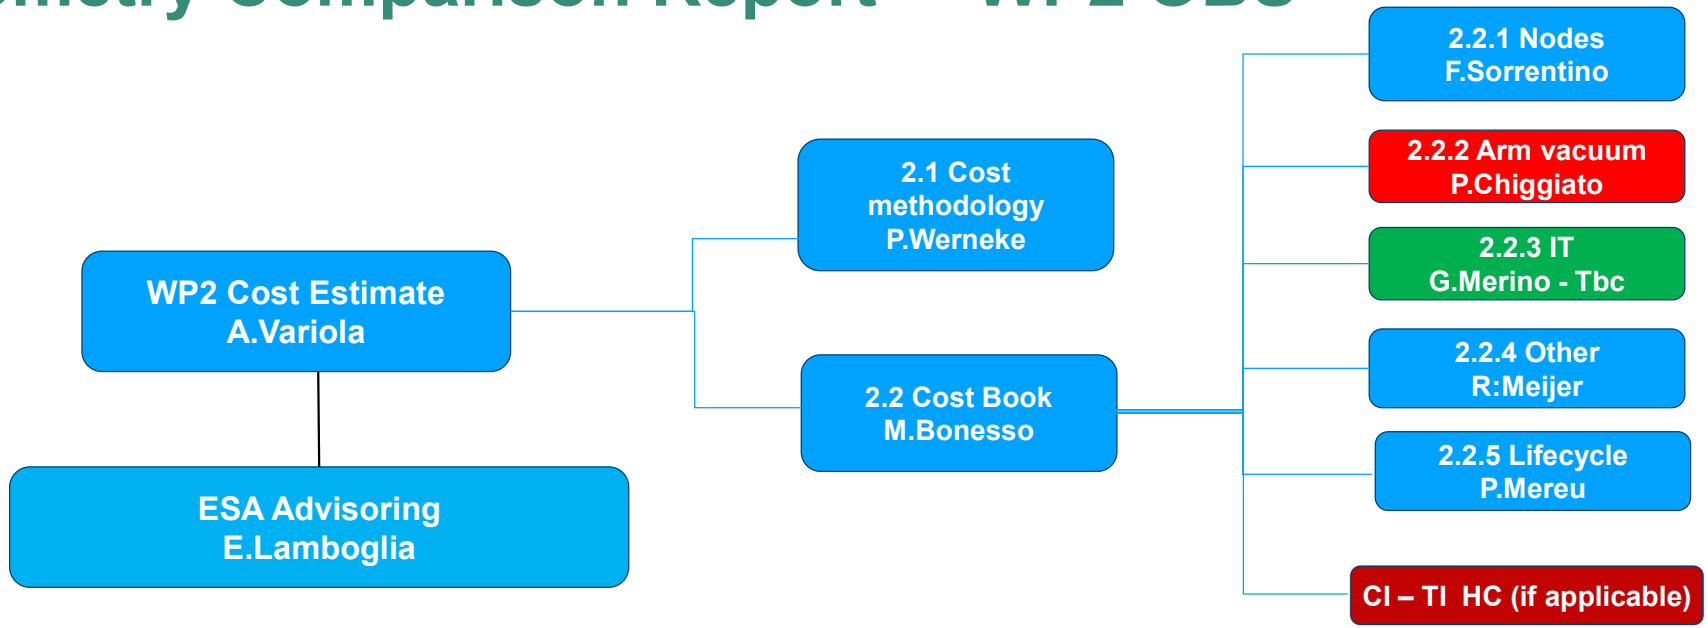 Comparison Report
WP2 Cost Estimate
A.Variola
ESA Advisoring
E.Lamboglia
2.1 Cost
methodology
P.Werneke
2.2 Cost Book
M.Bonesso
2.2.1 Nodes
F.Sorrentino
2.2.2 Arm vacuum
P.Chiggiato
2.2.3 IT
G.Merino - Tbc
2.2.4 Other
R:Meijer
2.2.5 Lifecycle
P.Mereu
CI – TI  HC (if applicable)